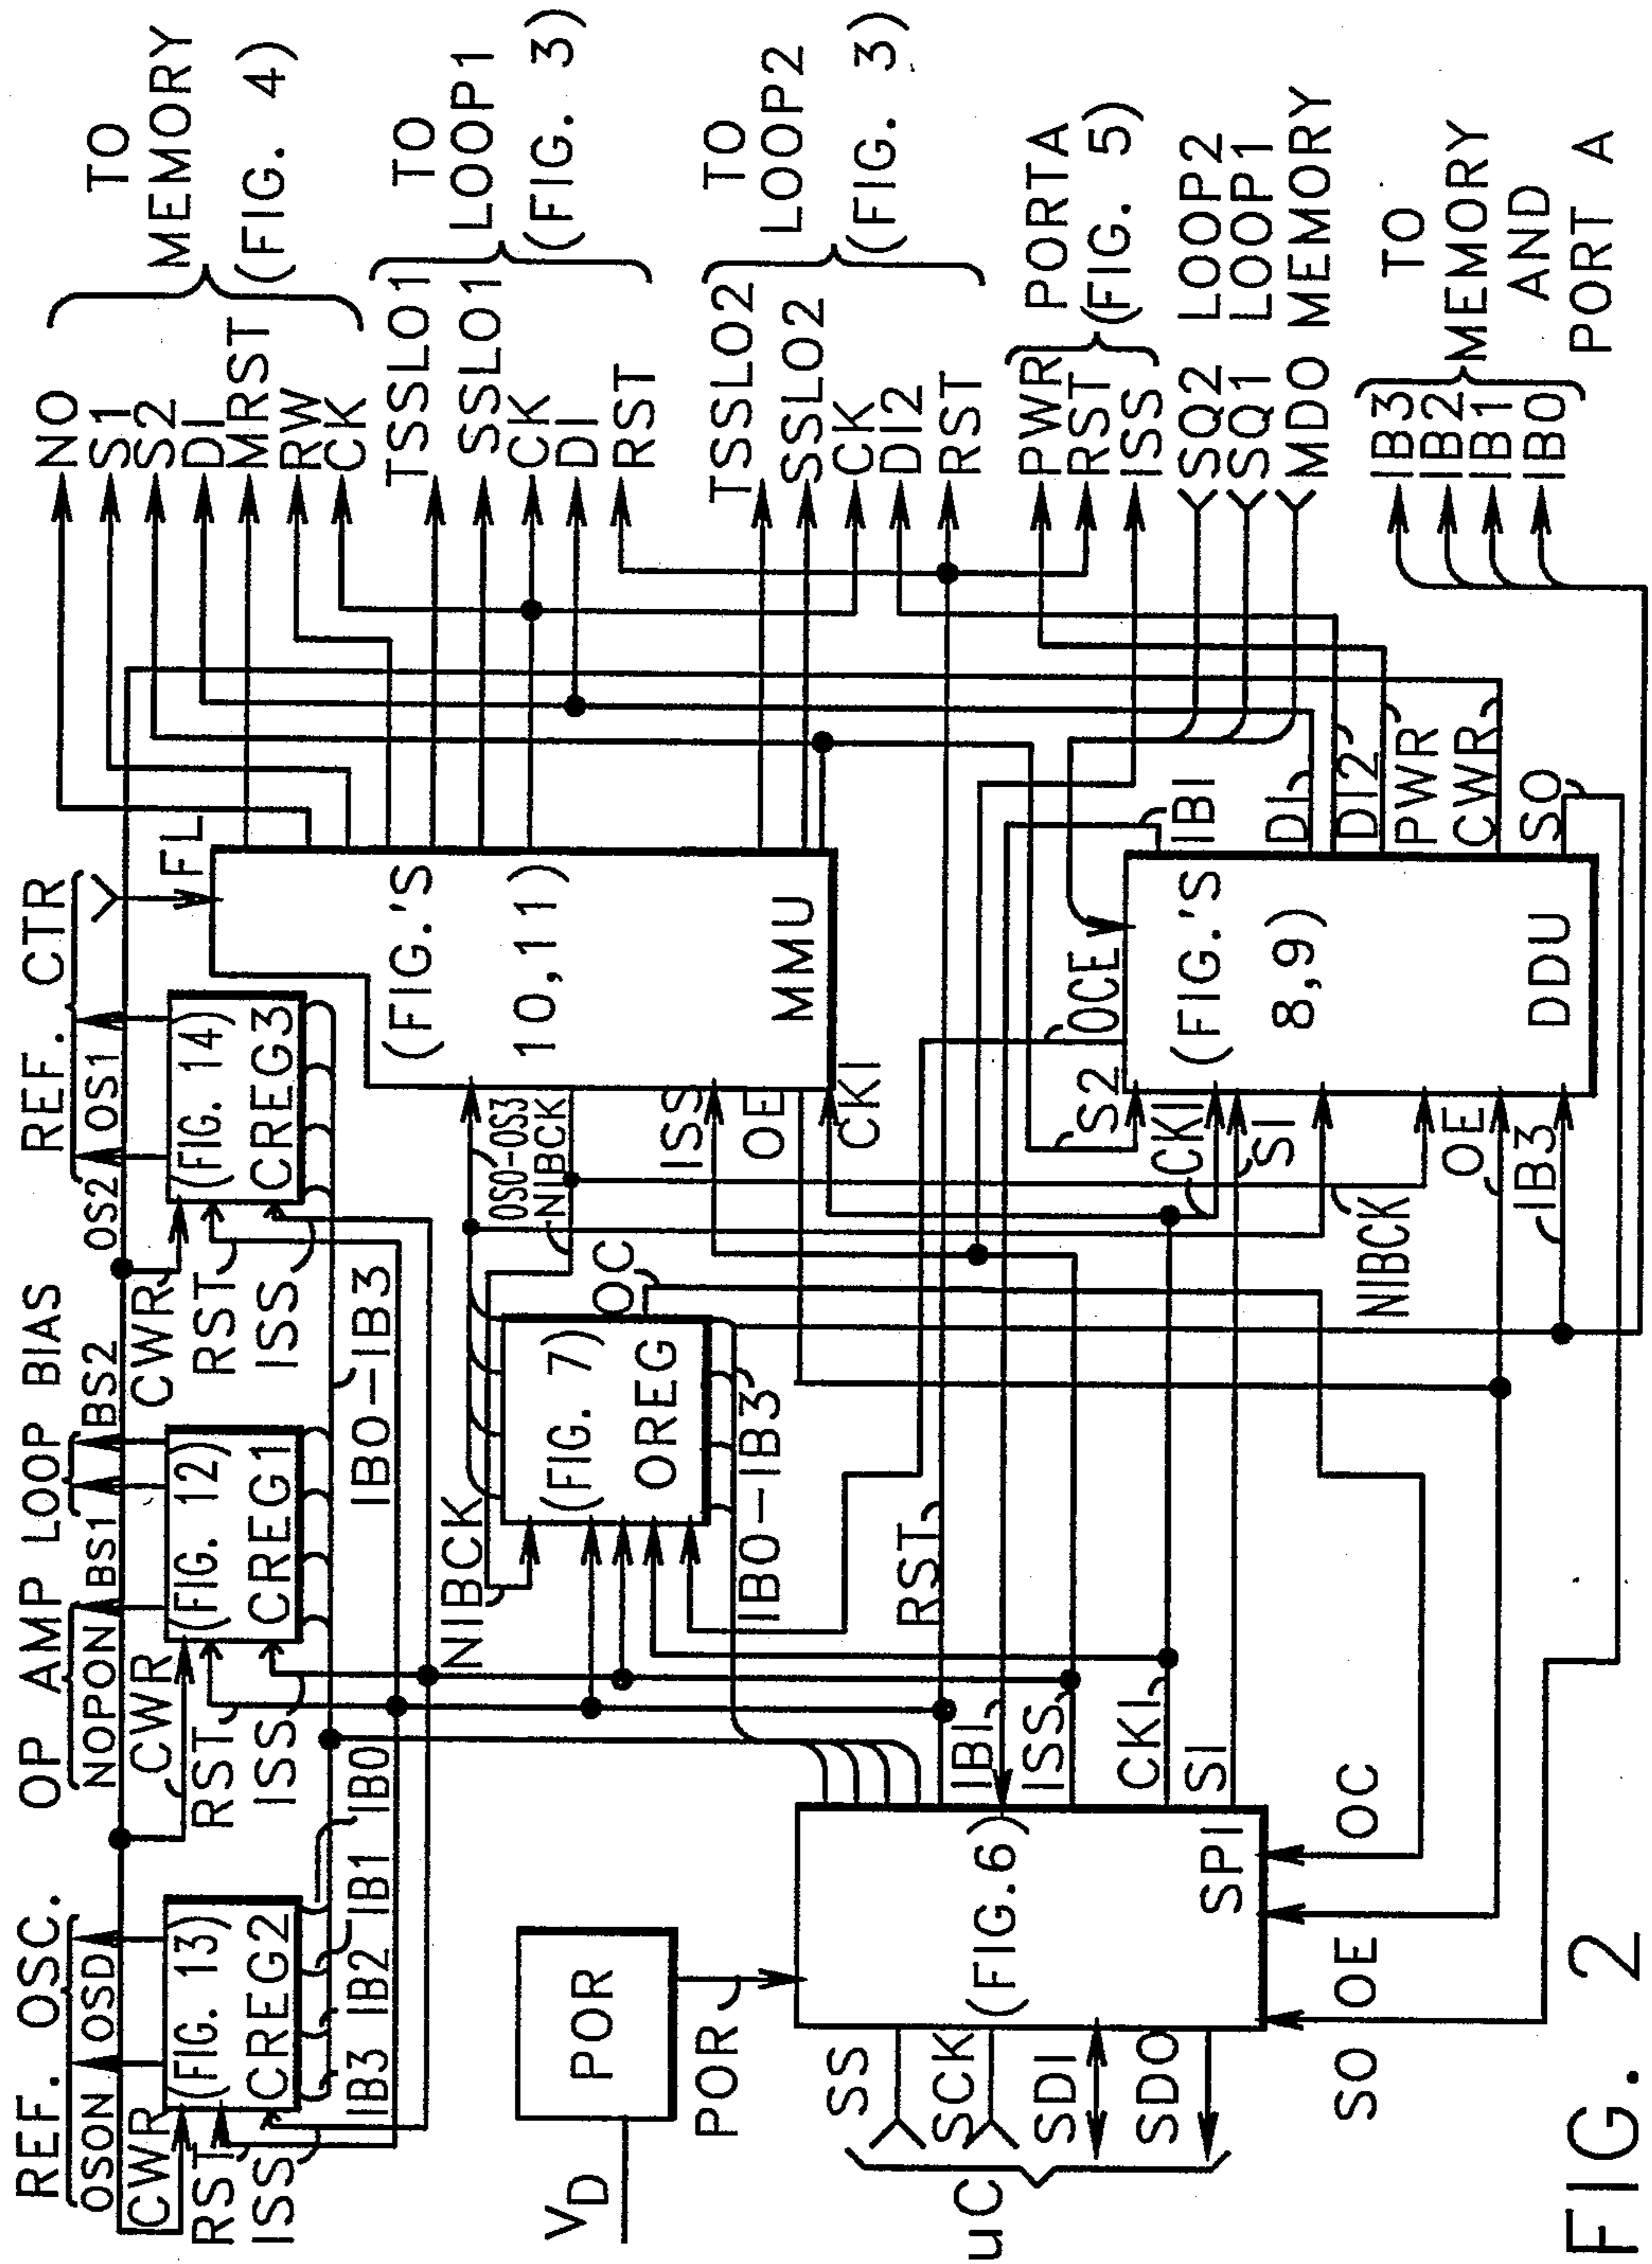 REF. OSC.
OSON OSD
CWR
RST
ISS
(FIG. 13)
CREG2
IB3 IB2 IB1 IB0
OP AMP LOOP BIAS
NOPON BS1 BS2
CWR
RST
ISS
(FIG. 12)
CREG1
IB0-IB3
REF. CTR
OS2 OS1
CWR
RST
ISS
(FIG. 14)
CREG3
FL
(FIG.'S
10,11)
MMU
OS0-OS3
NIBCK
ISS
OE
CKI
NIBCK
(FIG. 7)
OREG
OC
IB0-IB3
VD
POR
POR
uC
SS
SCK
SDI
SDO
(FIG.6)
SPI
RST
IBI
ISS
CKI
SI
OC
OE
SO
S2
CKI
SI
NIBCK
OE
IB3
OCE
(FIG.'S
8,9)
DDU
IBI
DI
DI2
PWR
CWR
SO
NO
S1
S2
DI
MRST
RW
CK
TO
MEMORY
(FIG. 4)
TSSLO1
SSLO1
CK
DI
RST
TO
LOOP1
(FIG. 3)
TSSLO2
SSLO2
CK
DI2
RST
TO
LOOP2
(FIG. 3)
PWR
RST
ISS
PORTA
(FIG. 5)
SQ2 LOOP2
SQ1 LOOP1
MDO MEMORY
IB3
IB2
IB1
IB0
TO
MEMORY
AND
PORT A
FIG. 2